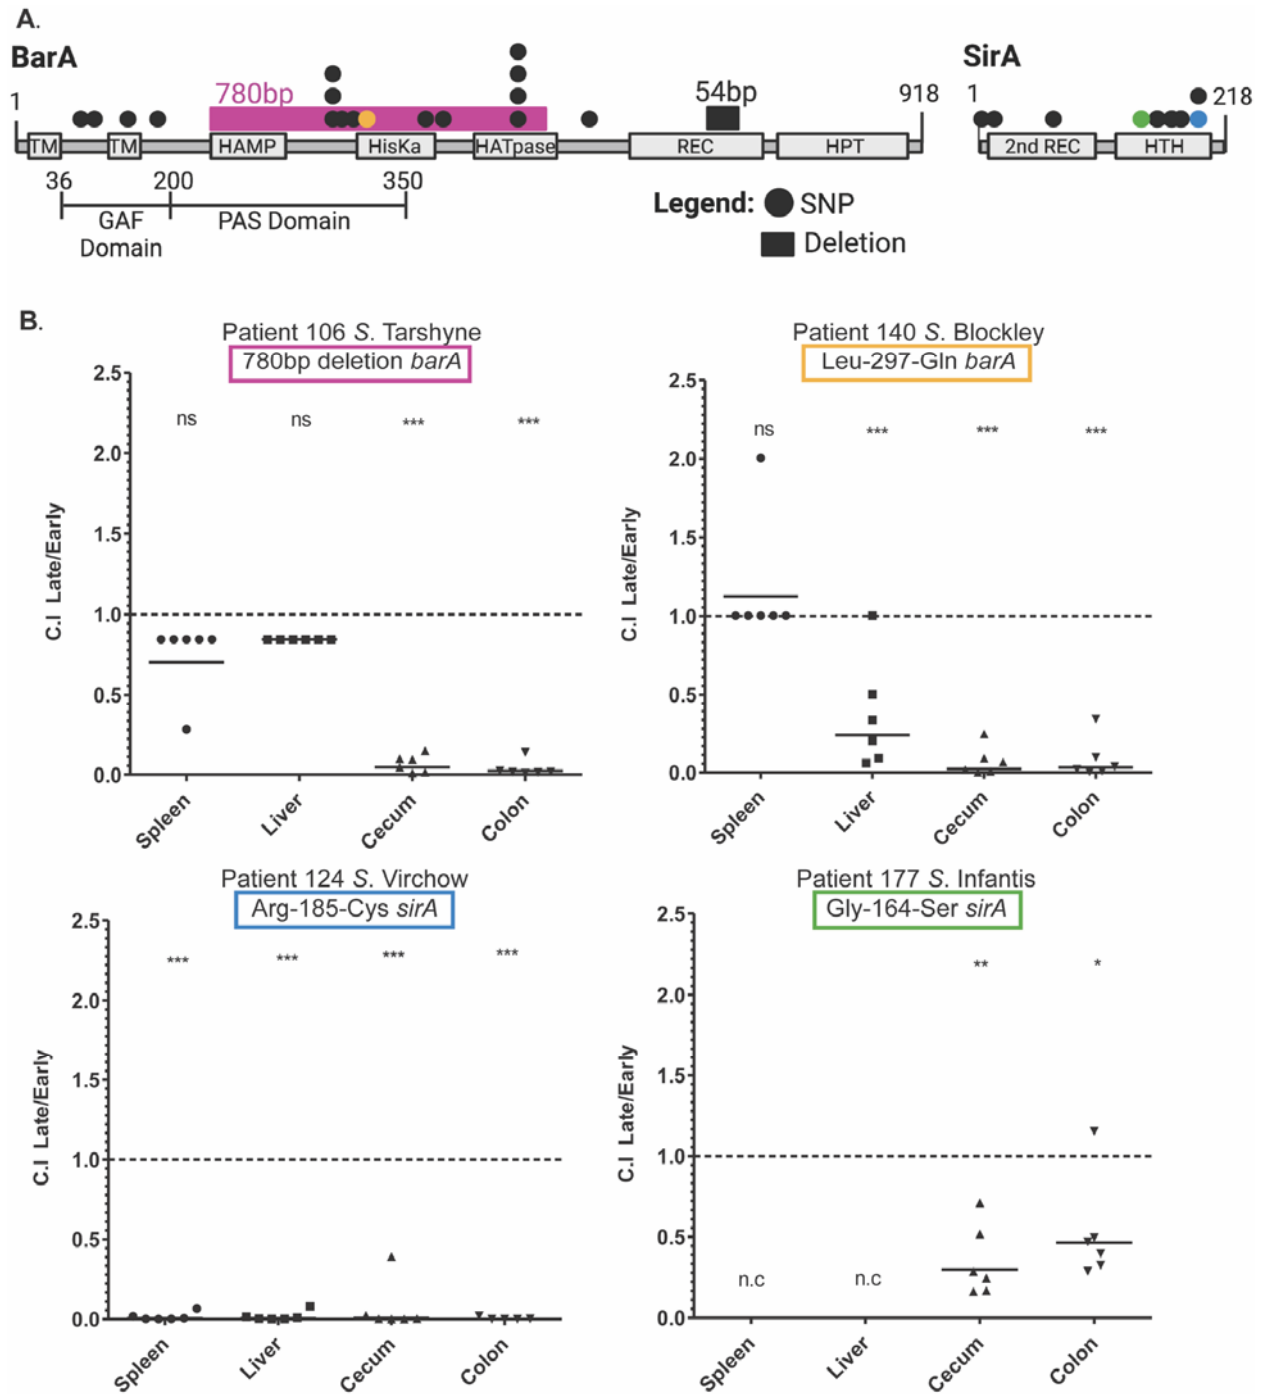 A.
BarA
SirA
1
780bp
54bp
918
1
218
TM
TM
HAMP
HisKa
HATpase
REC
HPT
2nd REC
HTH
36
200
350
GAF
Domain
PAS Domain
Legend:
SNP
Deletion
B.
Patient 106 S. Tarshyne
780bp deletion barA
2.5
2.0
1.5
1.0
0.5
0.0
C.I Late/Early
ns
ns
***
***
Spleen
Liver
Cecum
Colon
Patient 140 S. Blockley
Leu-297-Gln barA
2.5
2.0
1.5
1.0
0.5
0.0
C.I Late/Early
ns
***
***
***
Spleen
Liver
Cecum
Colon
Patient 124 S. Virchow
Arg-185-Cys sirA
2.5
2.0
1.5
1.0
0.5
0.0
C.I Late/Early
***
***
***
***
Spleen
Liver
Cecum
Colon
Patient 177 S. Infantis
Gly-164-Ser sirA
2.5
2.0
1.5
1.0
0.5
0.0
C.I Late/Early
**
*
n.c
n.c
Spleen
Liver
Cecum
Colon